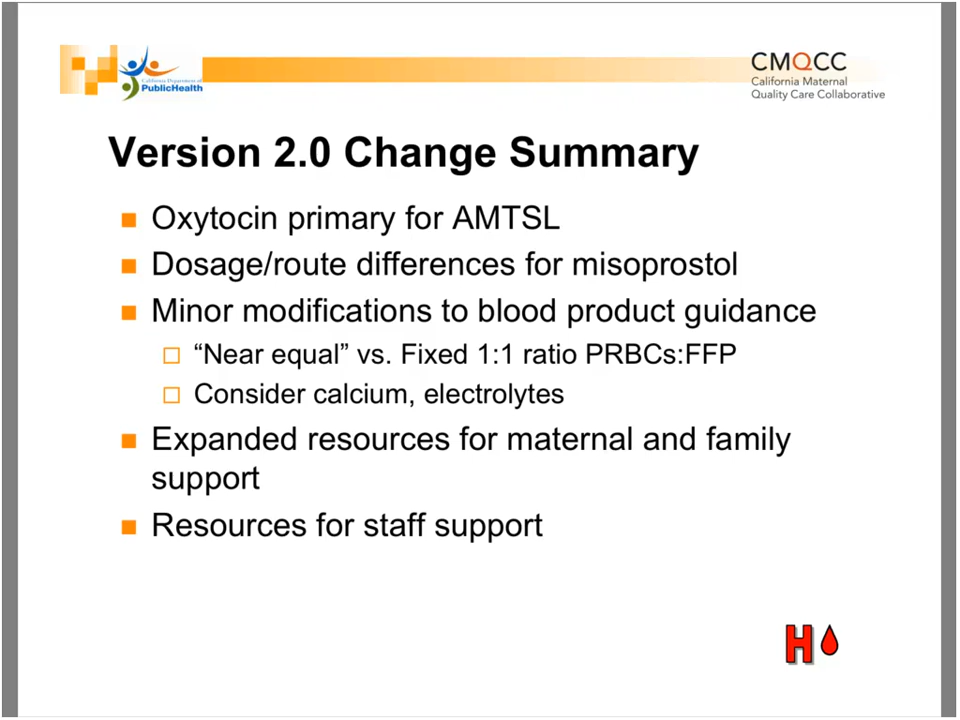 California Department of
PublicHealth
CMQCC
California Maternal
Quality Care Collaborative
Version 2.0 Change Summary
Oxytocin primary for AMTSL
Dosage/route differences for misoprostol
Minor modifications to blood product guidance
“Near equal” vs. Fixed 1:1 ratio PRBCs:FFP
Consider calcium, electrolytes
Expanded resources for maternal and family
support
Resources for staff support
H